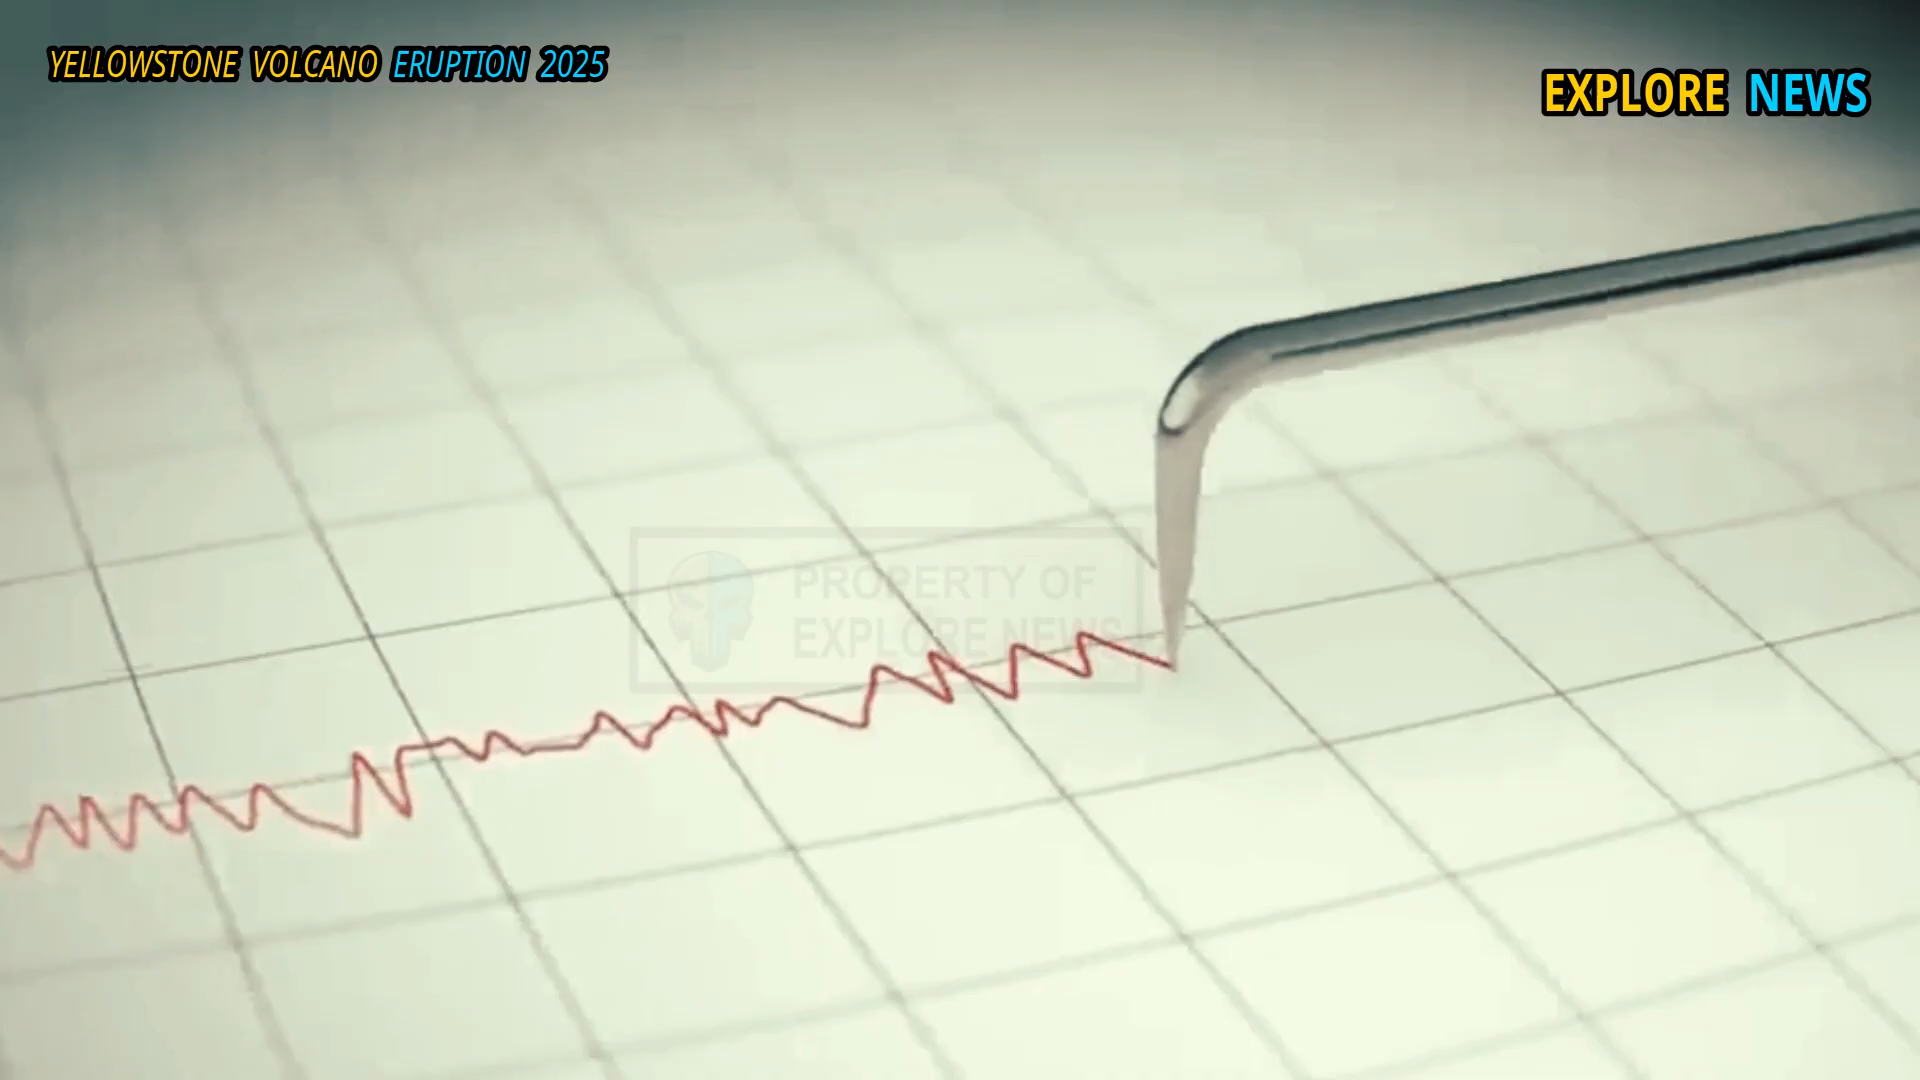 YELLOWSTONE VOLCANO ERUPTION 2025
EXPLORE NEWS
PROPERTY OF
EXPLORE NEWS